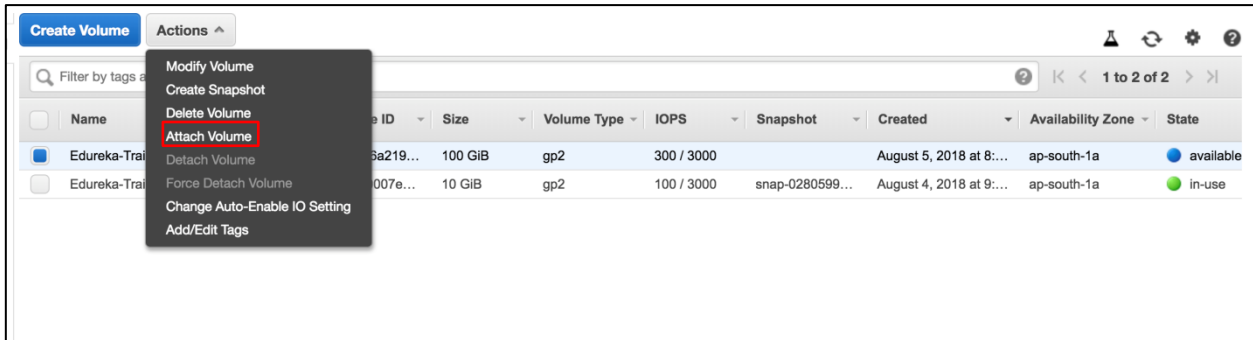 Create Volume Actions
Filter by tags a 1 to 2 of 2
Modify Volume
Create Snapshot
Delete Volume
Attach Volume
Detach Volume
Force Detach Volume
Change Auto-Enable IO Setting
Add/Edit Tags
Name e ID Size Volume Type IOPS Snapshot Created Availability Zone State
Edureka-Trai 6a219... 100 GiB gp2 300 / 3000 August 5, 2018 at 8:... ap-south-1a available
Edureka-Trai 007e... 10 GiB gp2 100 / 3000 snap-0280599... August 4, 2018 at 9:... ap-south-1a in-use